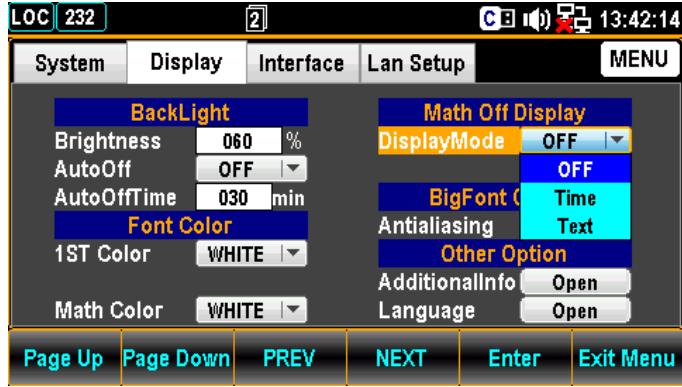 LOC 232 2 C 13:42:14
System Display Interface Lan Setup MENU
BackLight
Brightness 060 %
AutoOff OFF
AutoOffTime 030 min
Font Color
1ST Color WHITE
Math Color WHITE
Math Off Display
DisplayMode OFF
OFF
Time
Text
BigFont
Antialiasing
Other Option
AdditionalInfo Open
Language Open
Page Up Page Down PREV NEXT Enter Exit Menu